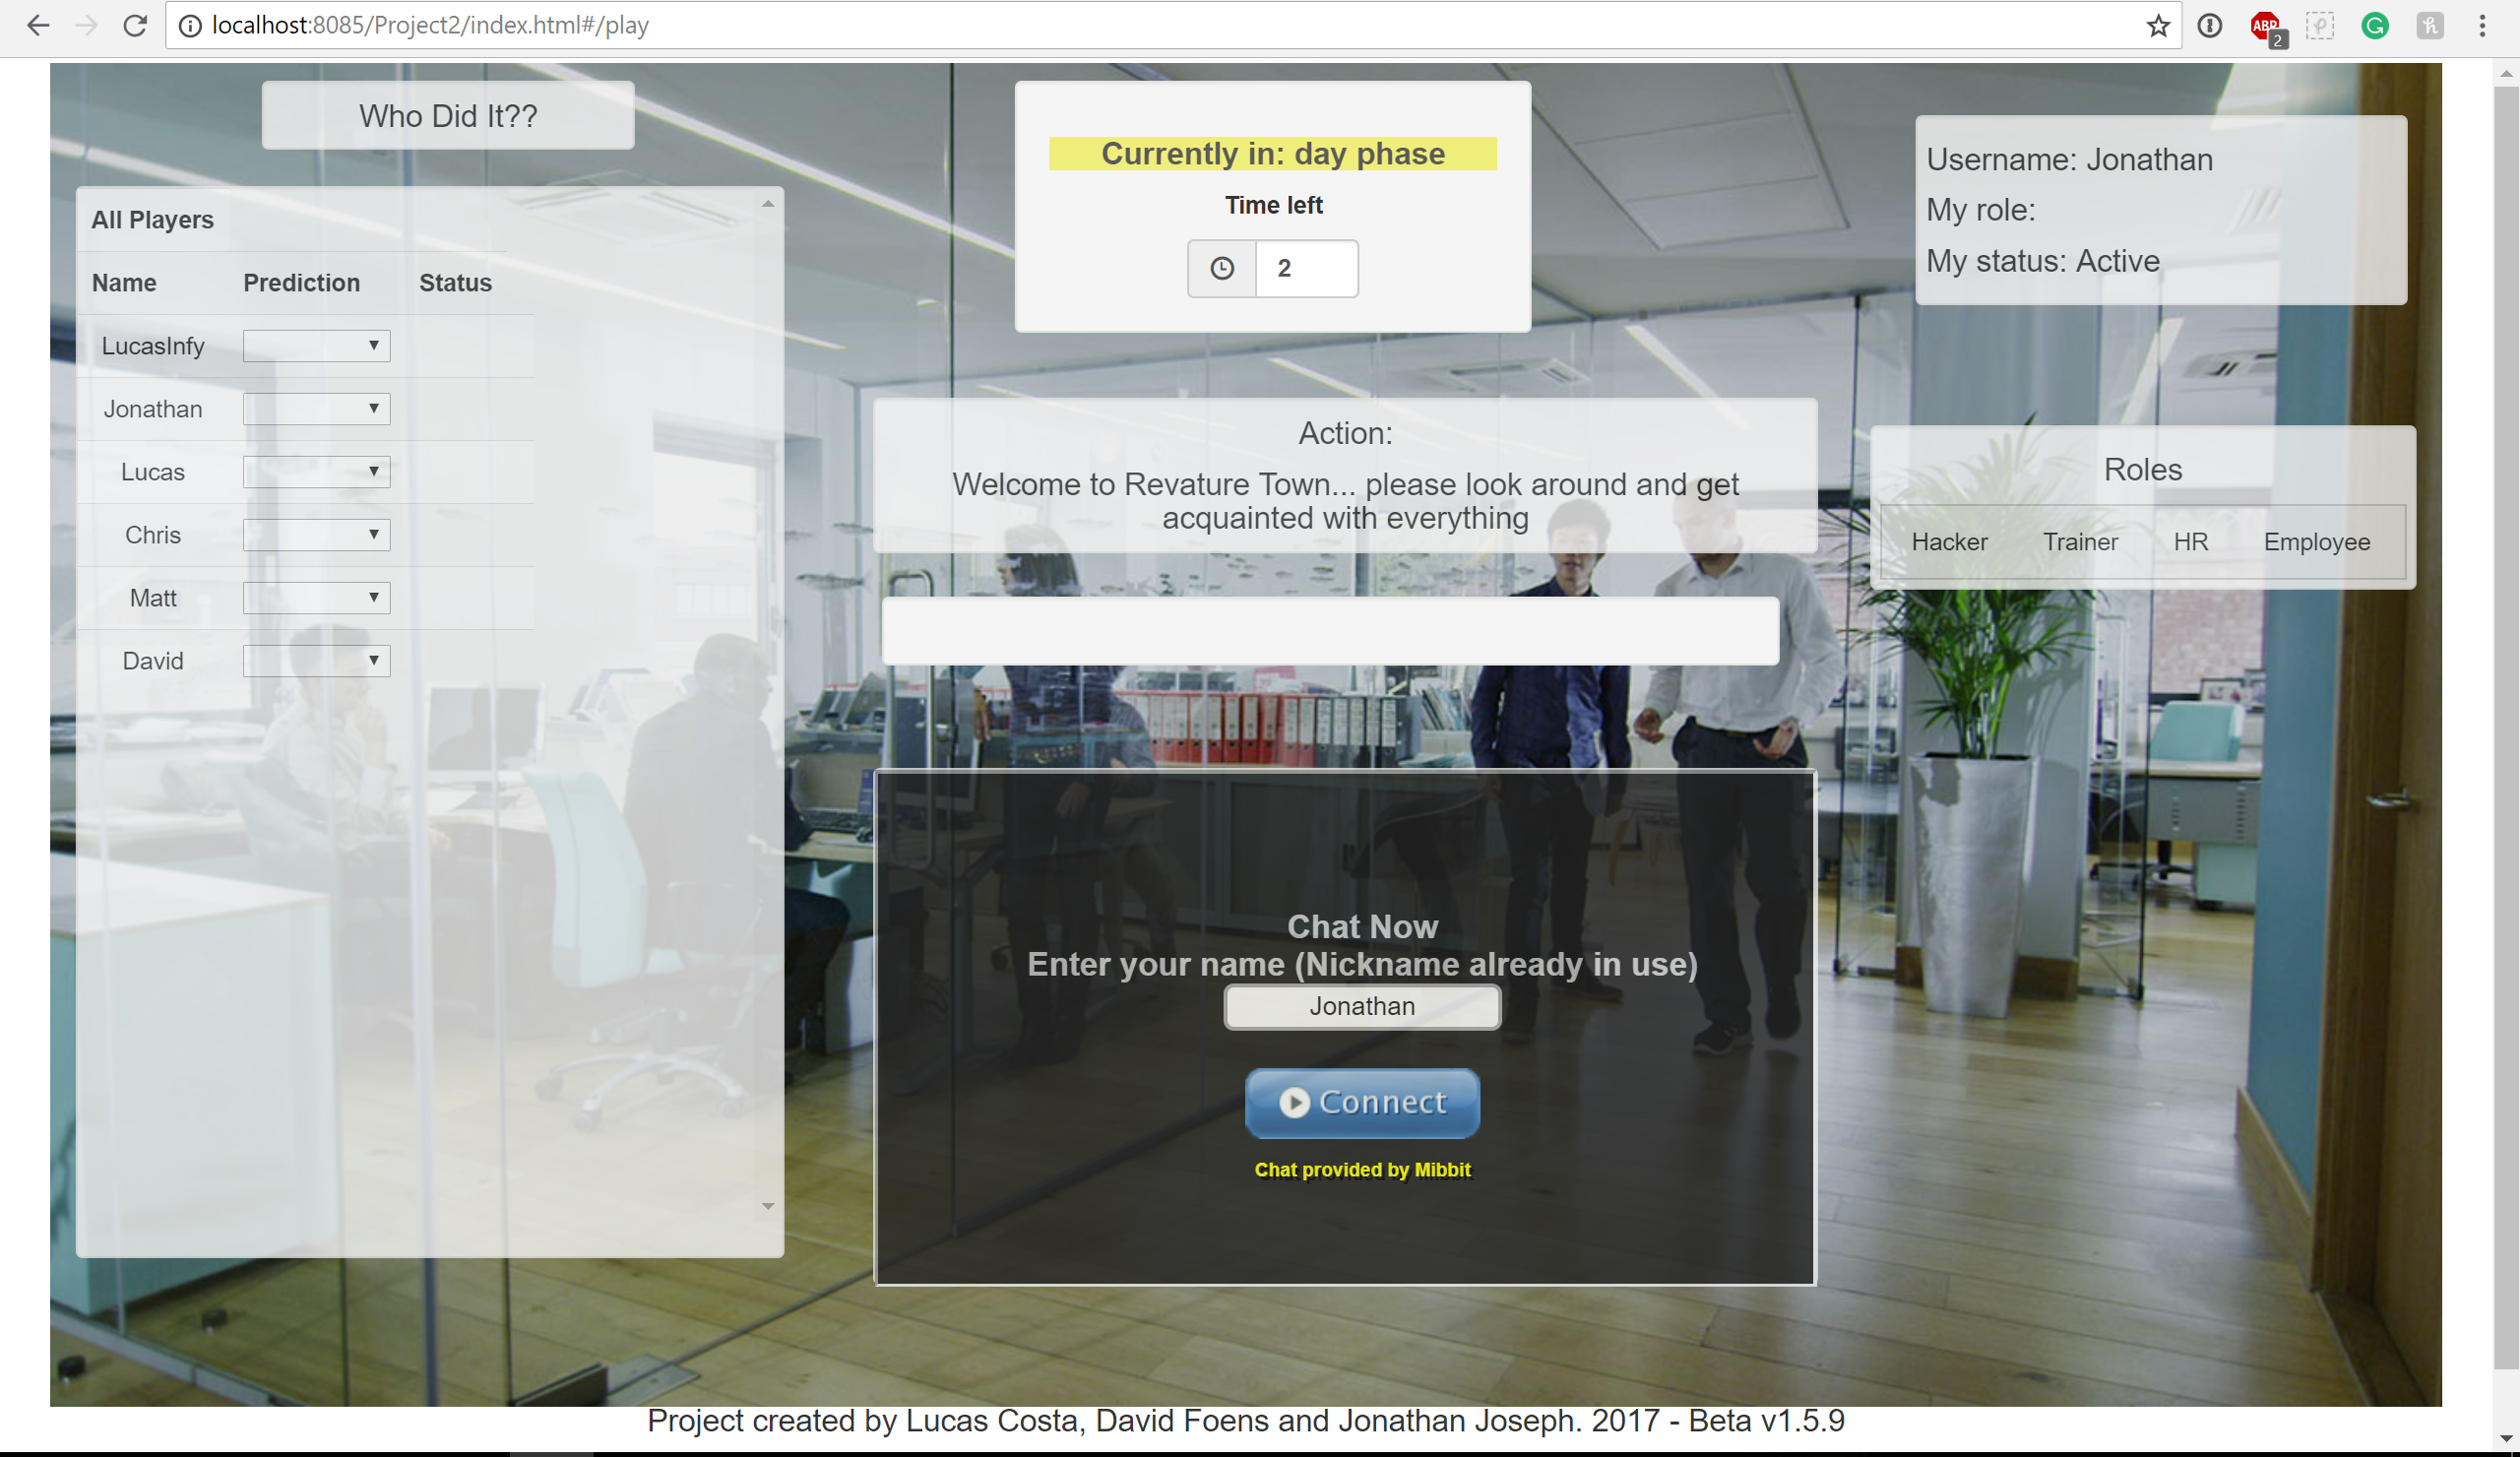 localhost:8085/Project2/index.html#/play
ABP
2
Who Did It??
All Players
Name Prediction Status
LucasInfy
Jonathan
Lucas
Chris
Matt
David
Currently in: day phase
Time left
2
Username: Jonathan
My role:
My status: Active
Action:
Welcome to Revature Town... please look around and get
acquainted with everything
Roles
Hacker Trainer HR Employee
Chat Now
Enter your name (Nickname already in use)
Jonathan
Connect
Chat provided by Mibbit
Project created by Lucas Costa, David Foens and Jonathan Joseph. 2017 - Beta v1.5.9